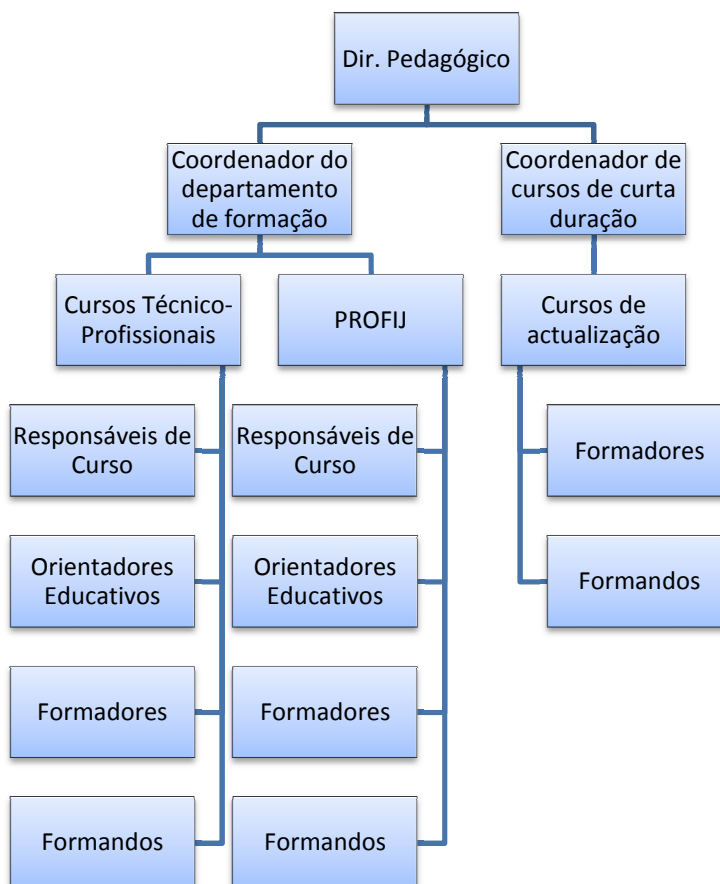 Dir. Pedagógico
Coordenador do
departamento
de formação
Coordenador de
cursos de curta
duração
Cursos Técnico-
Profissionais
PROFIJ
Cursos de
actualização
Responsáveis de
Curso
Responsáveis de
Curso
Formadores
Orientadores
Educativos
Orientadores
Educativos
Formandos
Formadores
Formadores
Formandos
Formandos